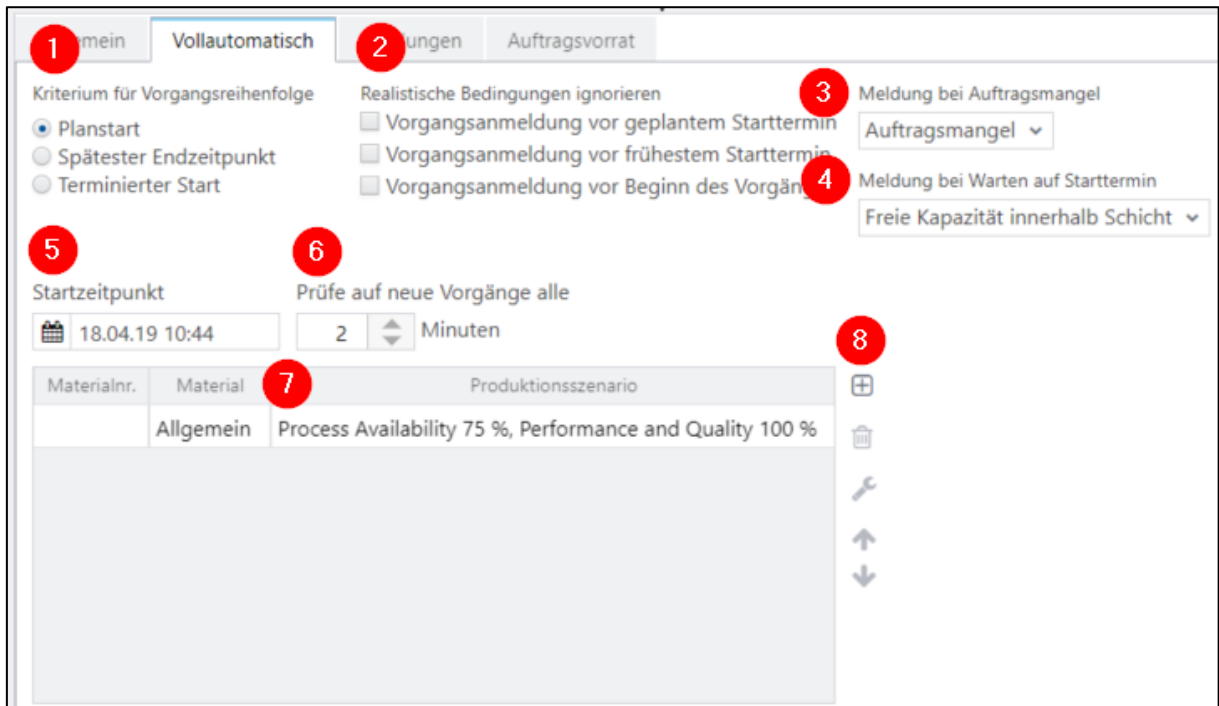 1 emein Vollautomatisch 2 ungen Auftragsvorrat
Kriterium für Vorgangsreihenfolge Realistische Bedingungen ignorieren 3 Meldung bei Auftragsmangel
Planstart Vorgangsanmeldung vor geplantem Starttermin Auftragsmangel
Spätester Endzeitpunkt Vorgangsanmeldung vor frühestem Starttermin
Terminierter Start Vorgangsanmeldung vor Beginn des Vorgäng 4 Meldung bei Warten auf Starttermin
Freie Kapazität innerhalb Schicht
5 6
Startzeitpunkt Prüfe auf neue Vorgänge alle
18.04.19 10:44 2 Minuten
8
Materialnr. Material 7 Produktionsszenario
Allgemein Process Availability 75 %, Performance and Quality 100 %